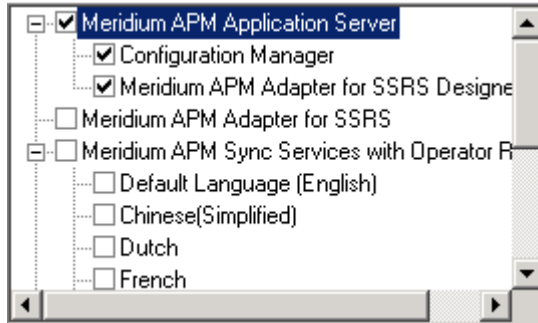 Meridium APM Application Server
Configuration Manager
Meridium APM Adapter for SSRS Designe
Meridium APM Adapter for SSRS
Meridium APM Sync Services with Operator R
Default Language (English)
Chinese(Simplified)
Dutch
French